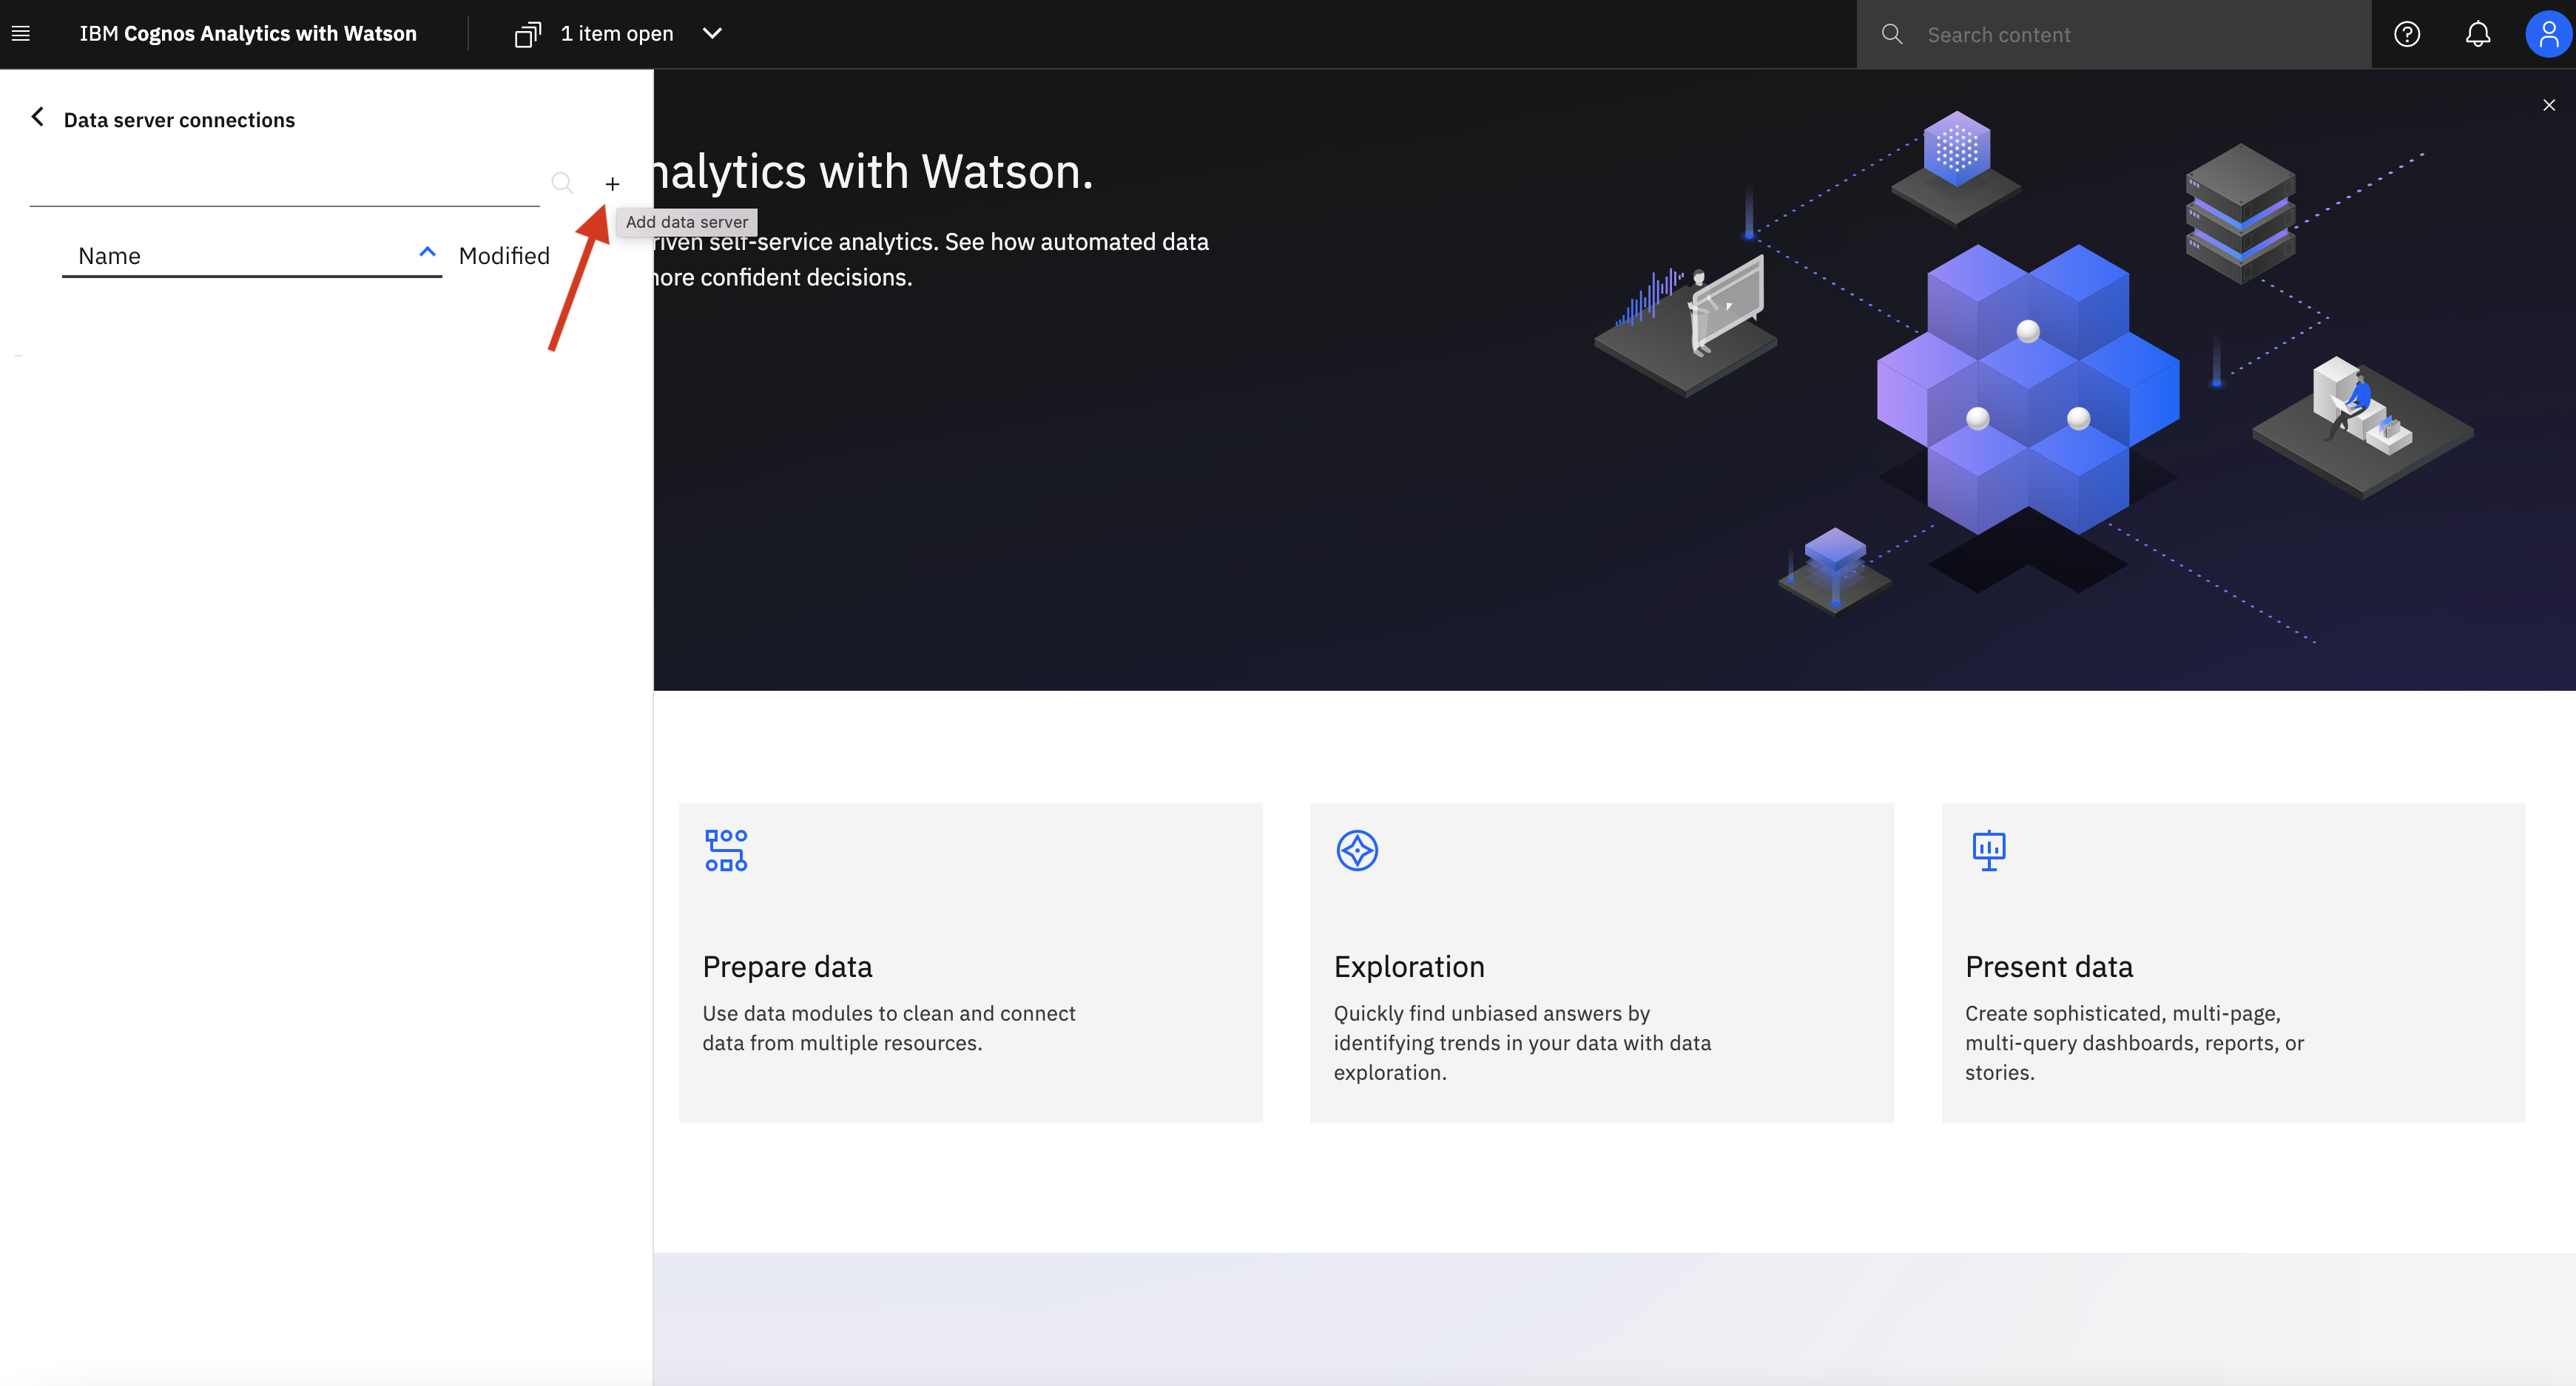 IBM Cognos Analytics with Watson
1 item open
Search content
Data server connections
Add data server
Name
Modified
nalytics with Watson.
riven self-service analytics. See how automated data
more confident decisions.
Prepare data
Use data modules to clean and connect
data from multiple resources.
Exploration
Quickly find unbiased answers by
identifying trends in your data with data
exploration.
Present data
Create sophisticated, multi-page,
multi-query dashboards, reports, or
stories.